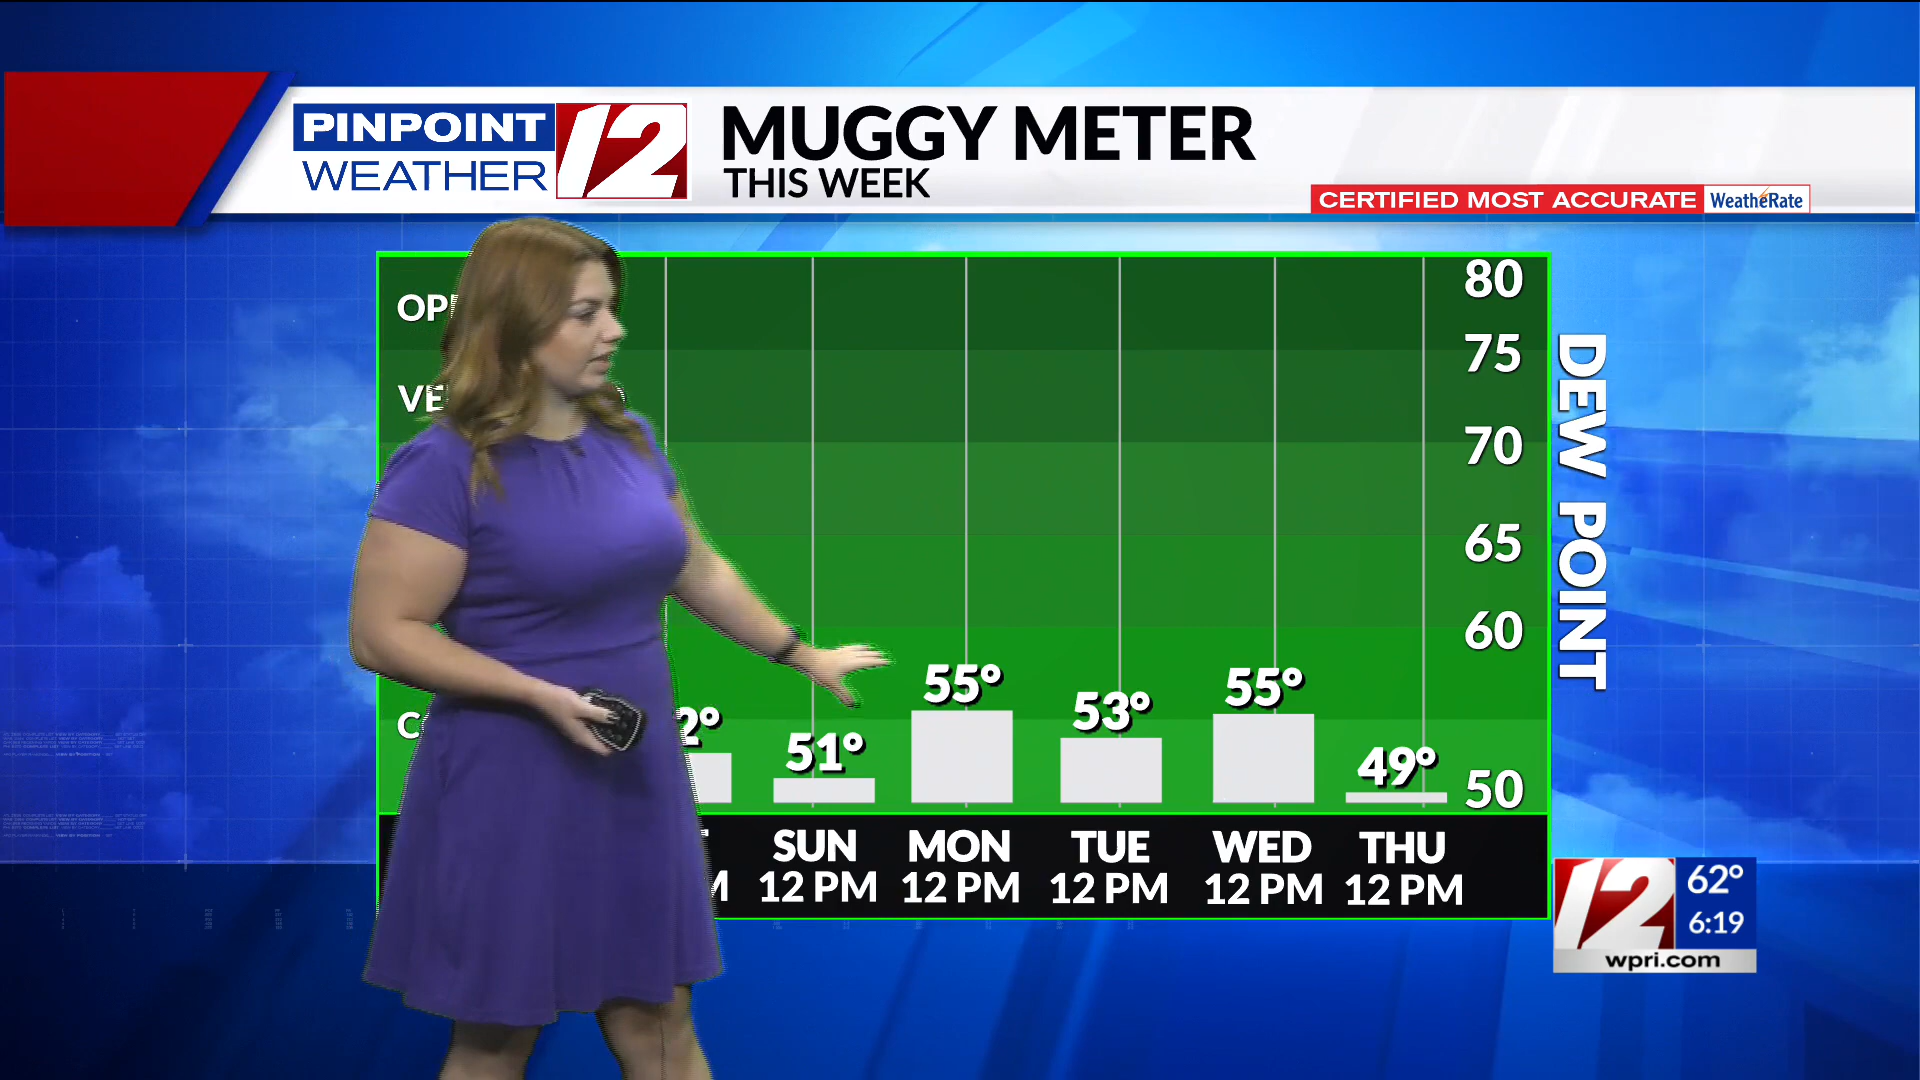 PINPOINT
WEATHER
12
MUGGY METER
THIS WEEK
CERTIFIED MOST ACCURATE WeatheRate
80
75
70
65
60
50
DEW POINT
51°
55°
53°
55°
49°
SUN
12 PM
MON
12 PM
TUE
12 PM
WED
12 PM
THU
12 PM
12
62°
6:19
wpri.com